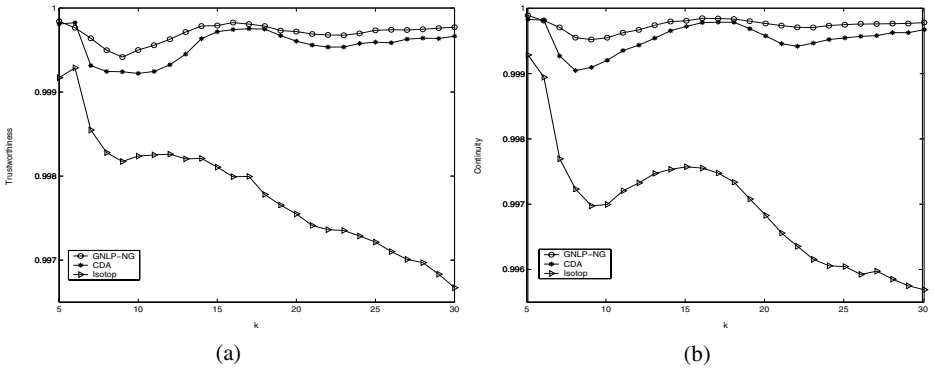 1
0.999
0.998
0.997
Trustworthiness
GNLP-NG
CDA
Isotop
5 10 15 20 25 30
k
(a)
1
0.999
0.998
0.997
0.996
Continuity
GNLP-NG
CDA
Isotop
5 10 15 20 25 30
k
(b)